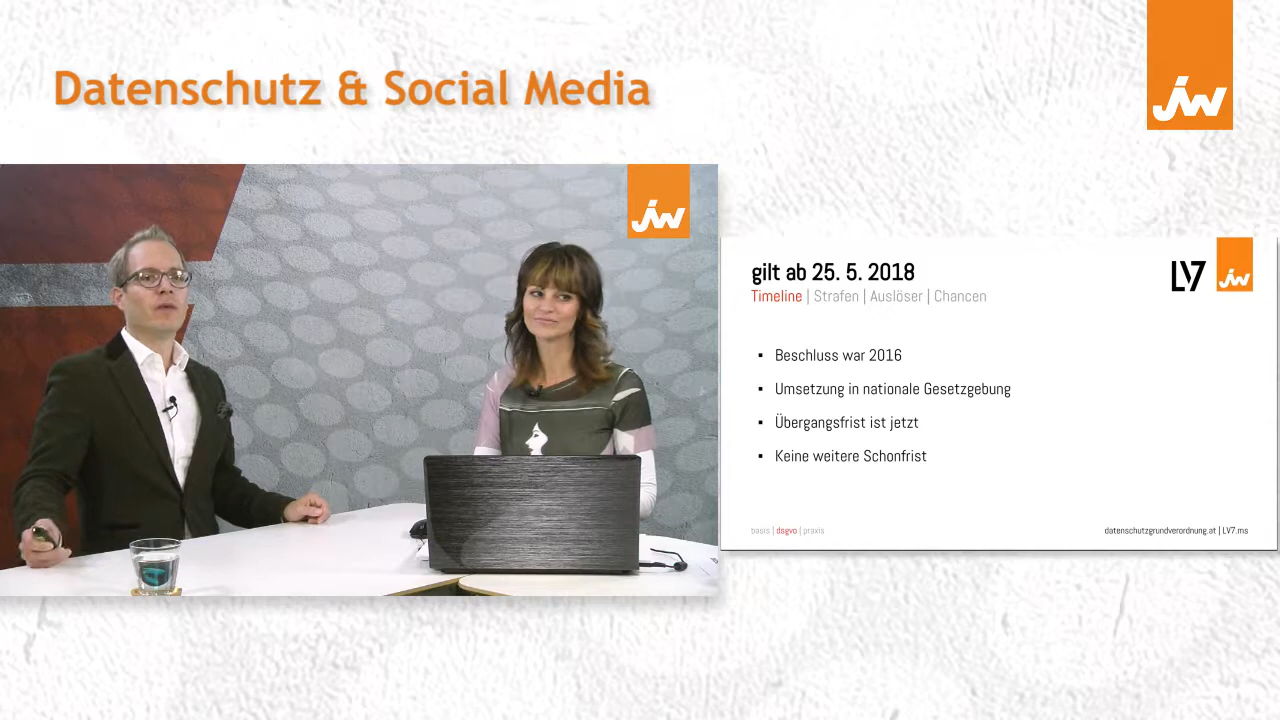 Datenschutz & Social Media
jw
jw
gilt ab 25. 5. 2018
Timeline | Strafen | Auslöser | Chancen
LV7
jw
▪ Beschluss war 2016
▪ Umsetzung in nationale Gesetzgebung
▪ Übergangsfrist ist jetzt
▪ Keine weitere Schonfrist
basis | dsgvo | praxis
datenschutzgrundverordnung.at | LV7.ms